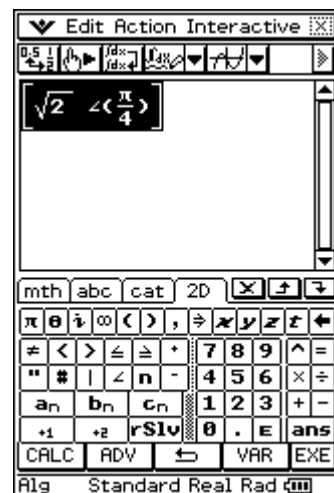 Edit Action Interactive
[√2 ∠(π/4)]
mth abc cat 2D
π θ i ∞ ( ) , ⇒ x y z t ←
≠ < > ≤ ≥ 7 8 9 ^ =
" # | ∠ n 4 5 6 × ÷
aₙ bₙ cₙ 1 2 3 + −
+1 +2 rSlv 0 . E ans
CALC ADV VAR EXE
Alg Standard Real Rad